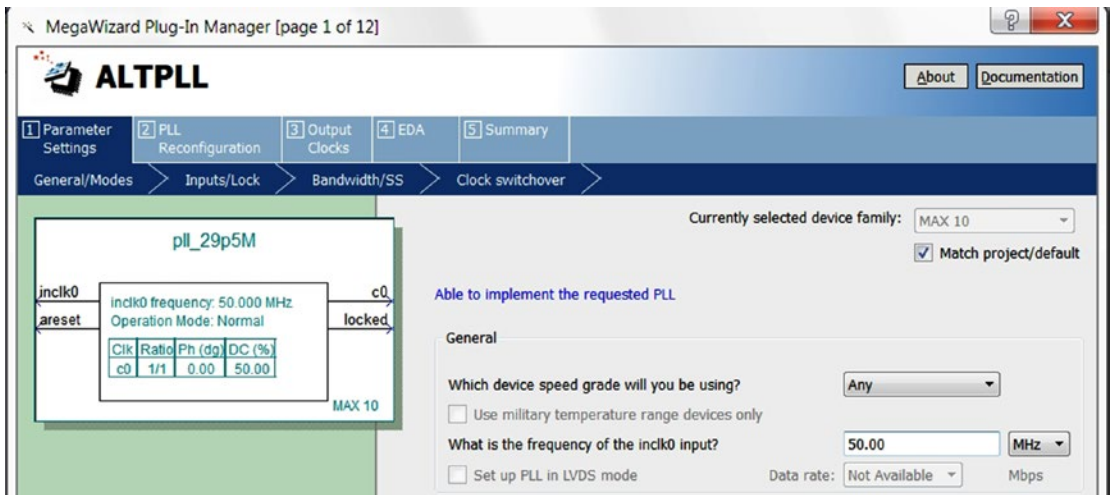 MegaWizard Plug-In Manager [page 1 of 12]
ALTPLL
About
Documentation
1 Parameter Settings
2 PLL Reconfiguration
3 Output Clocks
4 EDA
5 Summary
General/Modes
Inputs/Lock
Bandwidth/SS
Clock switchover
pll_29p5M
inclk0
areset
inclk0 frequency: 50.000 MHz
Operation Mode: Normal
Clk Ratio Ph (dg) DC (%)
c0 1/1 0.00 50.00
c0
locked
MAX 10
Currently selected device family: MAX 10
Match project/default
Able to implement the requested PLL
General
Which device speed grade will you be using? Any
Use military temperature range devices only
What is the frequency of the inclk0 input? 50.00 MHz
Set up PLL in LVDS mode Data rate: Not Available Mbps